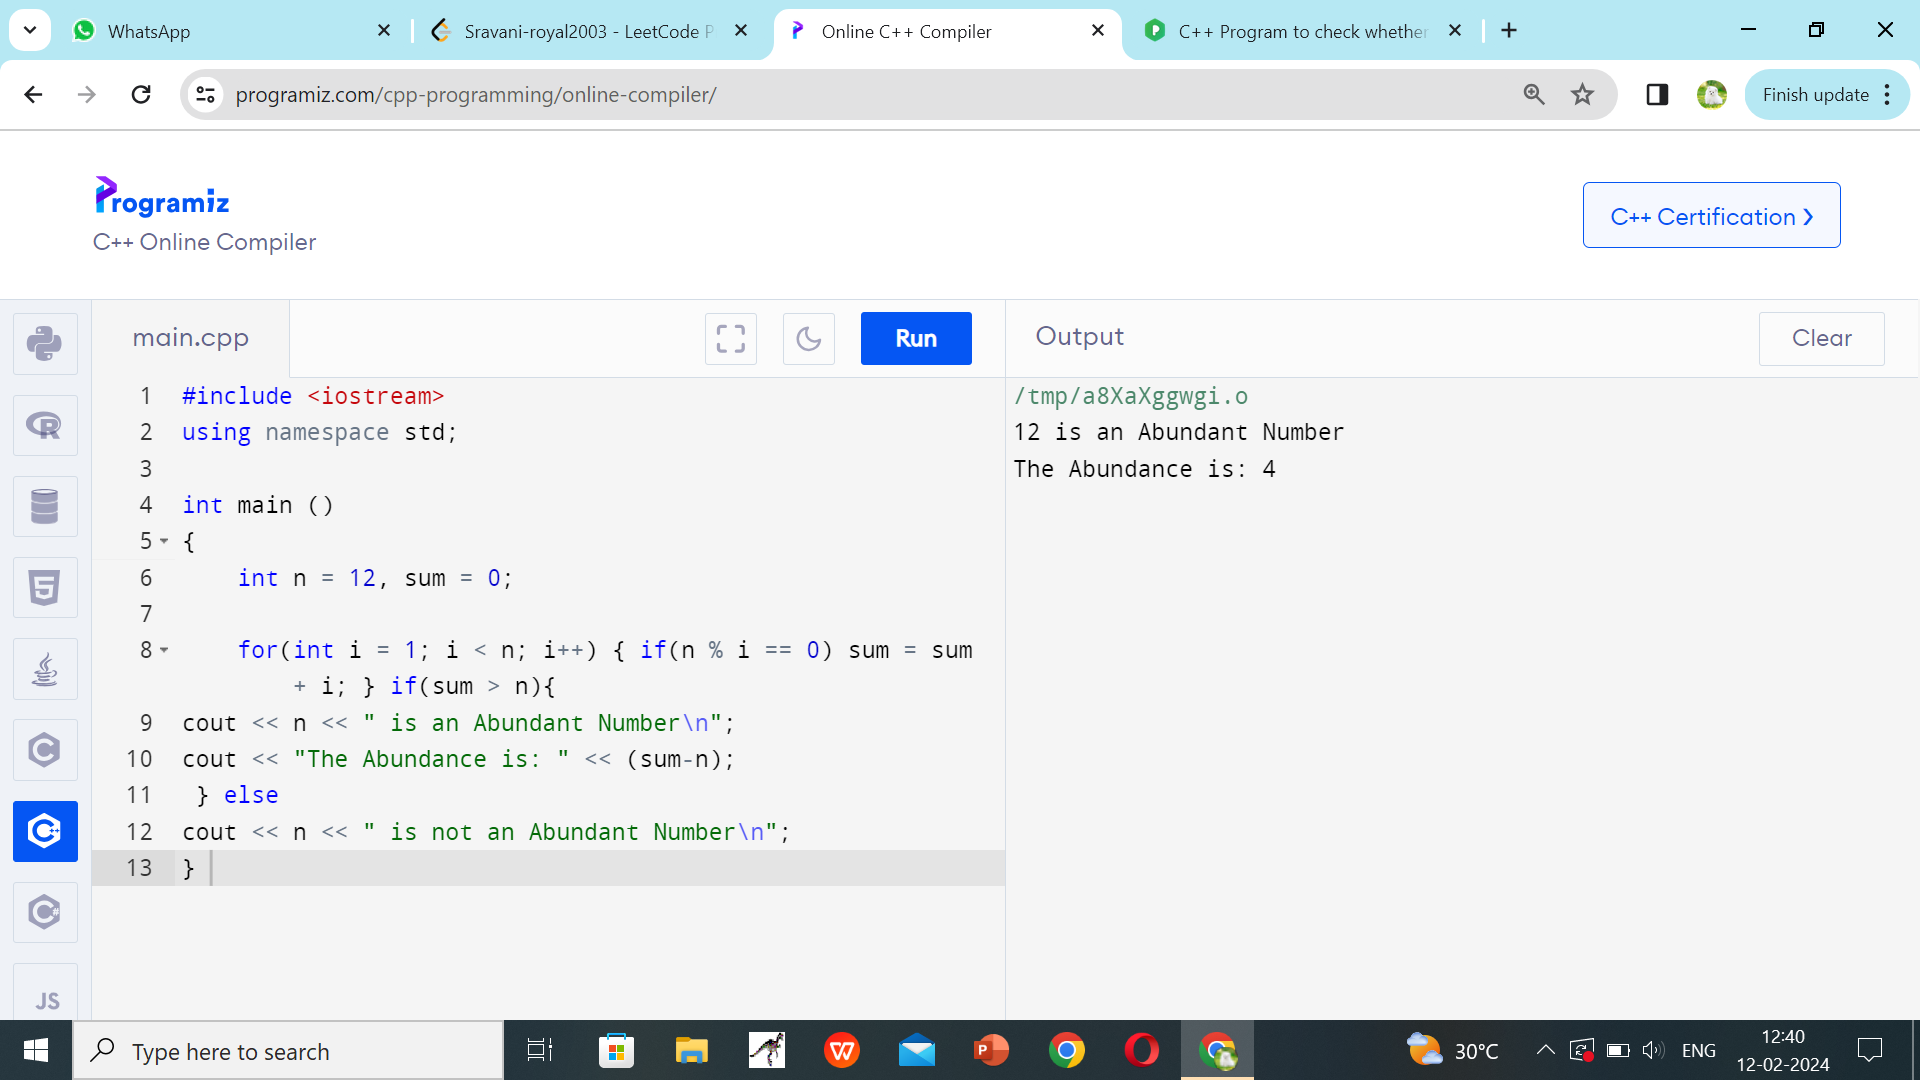 WhatsApp
Sravani-royal2003 - LeetCode P
Online C++ Compiler
C++ Program to check whether
programiz.com/cpp-programming/online-compiler/
Finish update
Programiz
C++ Online Compiler
C++ Certification
main.cpp
Run
Output
Clear
1 #include <iostream>
2 using namespace std;
3
4 int main ()
5 {
6 int n = 12, sum = 0;
7
8 for(int i = 1; i < n; i++) { if(n % i == 0) sum = sum
+ i; } if(sum > n){
9 cout << n << " is an Abundant Number\n";
10 cout << "The Abundance is: " << (sum-n);
11 } else
12 cout << n << " is not an Abundant Number\n";
13 }
/tmp/a8XaXggwgi.o
12 is an Abundant Number
The Abundance is: 4
JS
Type here to search
30°C
ENG
12:40
12-02-2024